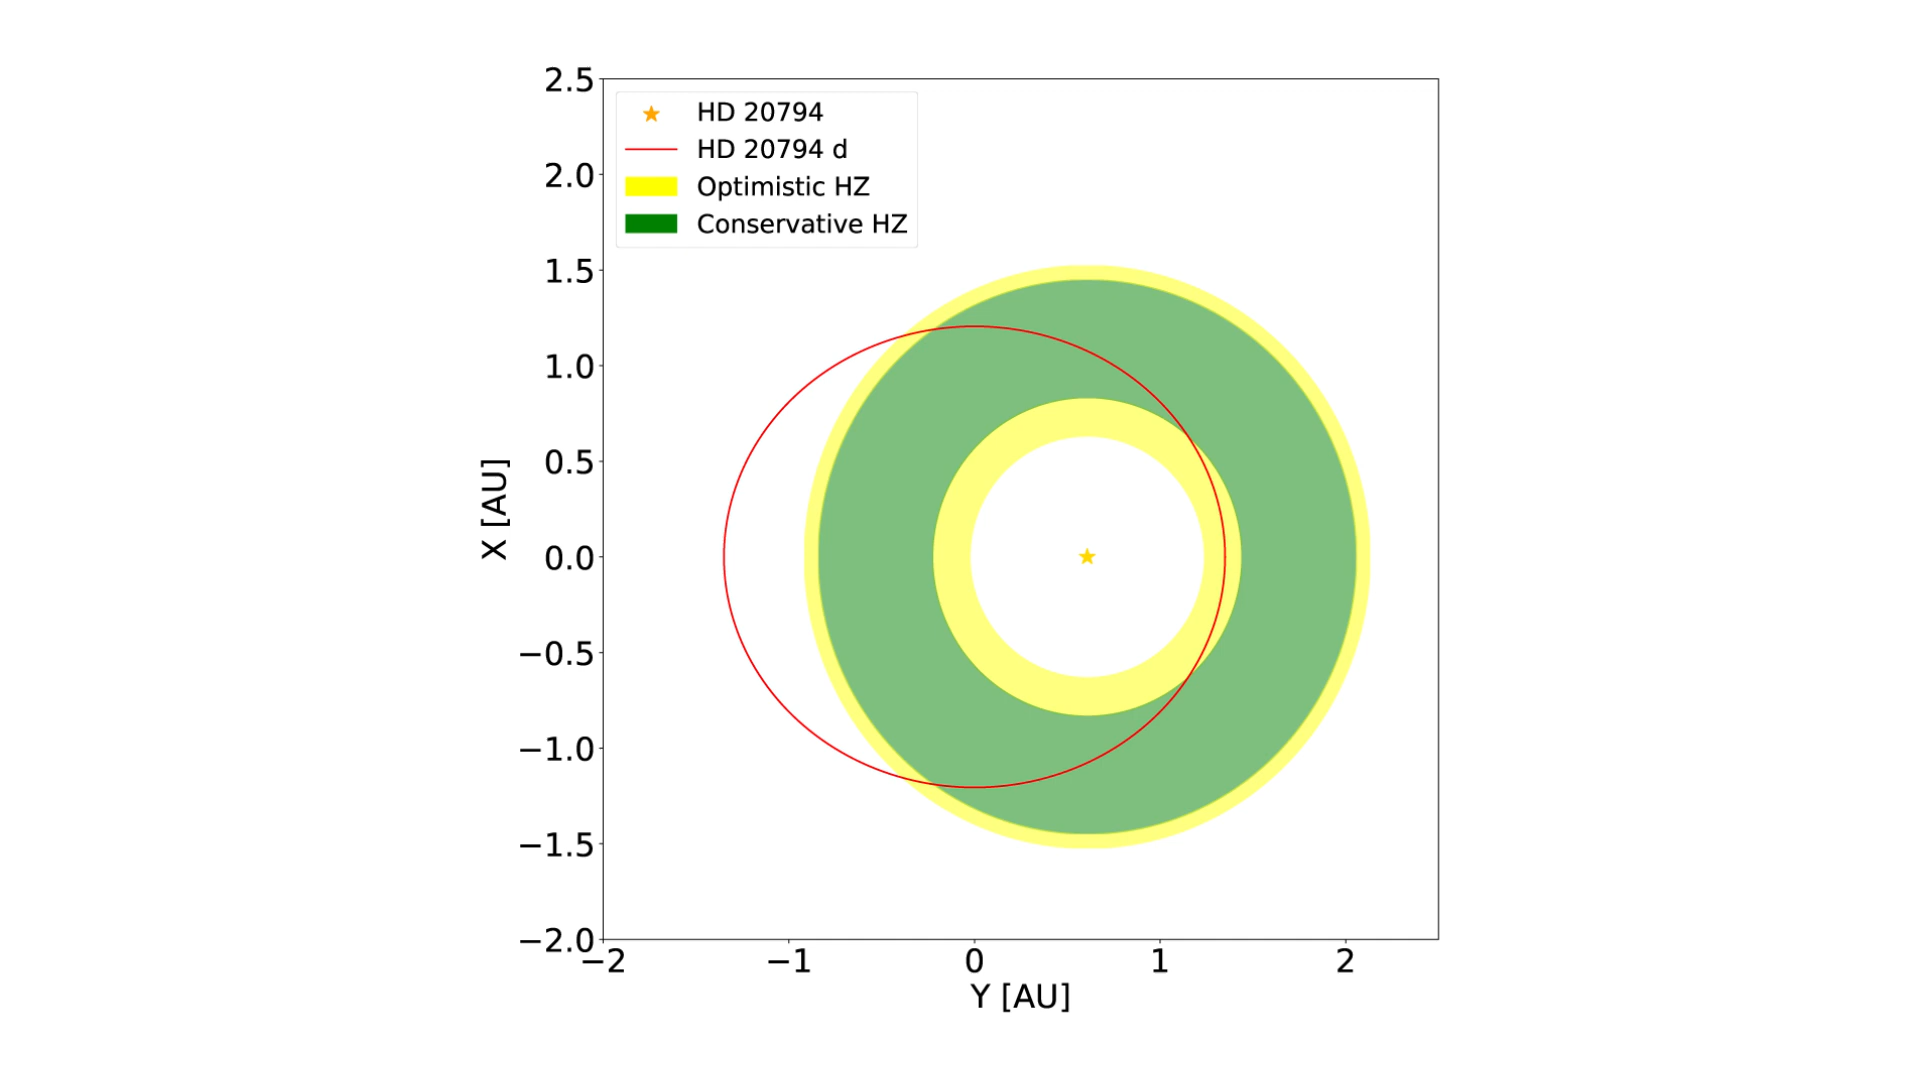 2.5
2.0
1.5
1.0
0.5
0.0
−0.5
−1.0
−1.5
−2.0
X [AU]
HD 20794
HD 20794 d
Optimistic HZ
Conservative HZ
−2 −1 0 1 2
Y [AU]